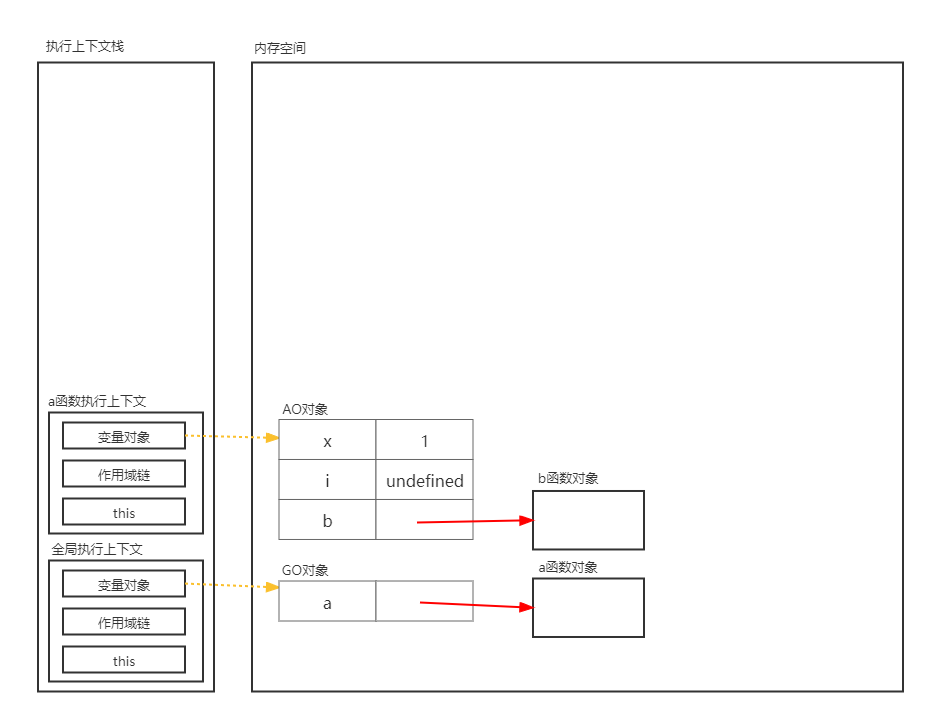 执行上下文栈
内存空间
a函数执行上下文
变量对象
作用域链
this
全局执行上下文
变量对象
作用域链
this
AO对象
x 1
i undefined
b
b函数对象
GO对象
a
a函数对象